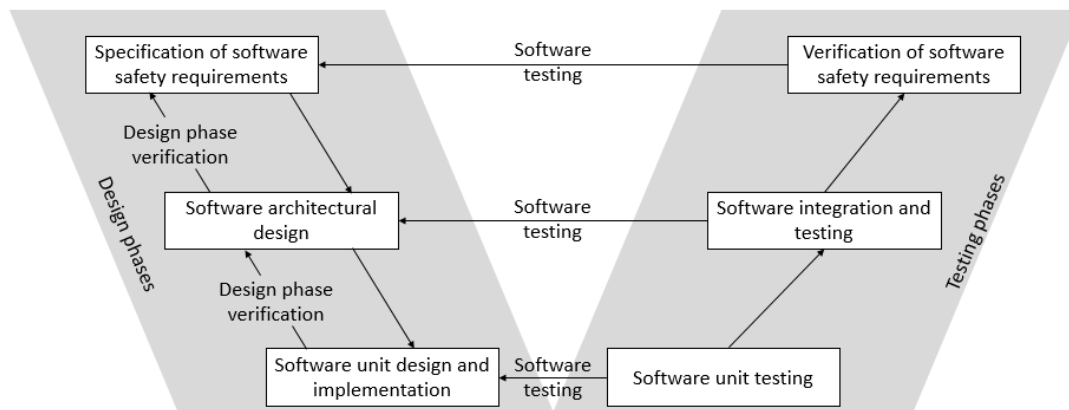 Specification of software
safety requirements
Software
testing
Verification of software
safety requirements
Design phase
verification
Design phases
Software architectural
design
Software
testing
Software integration and
testing
Testing phases
Design phase
verification
Software unit design and
implementation
Software
testing
Software unit testing